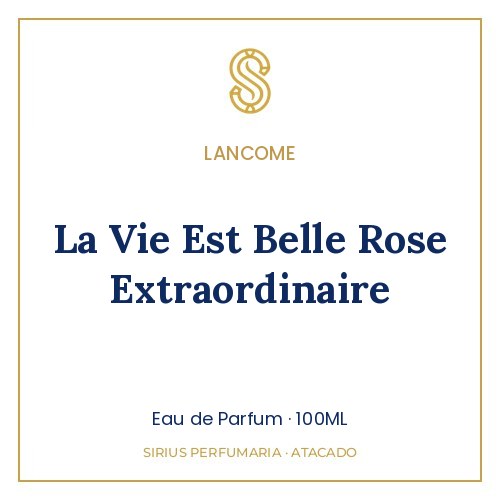 LANCOME
La Vie Est Belle Rose
Extraordinaire
Eau de Parfum · 100ML
SIRIUS PERFUMARIA · ATACADO